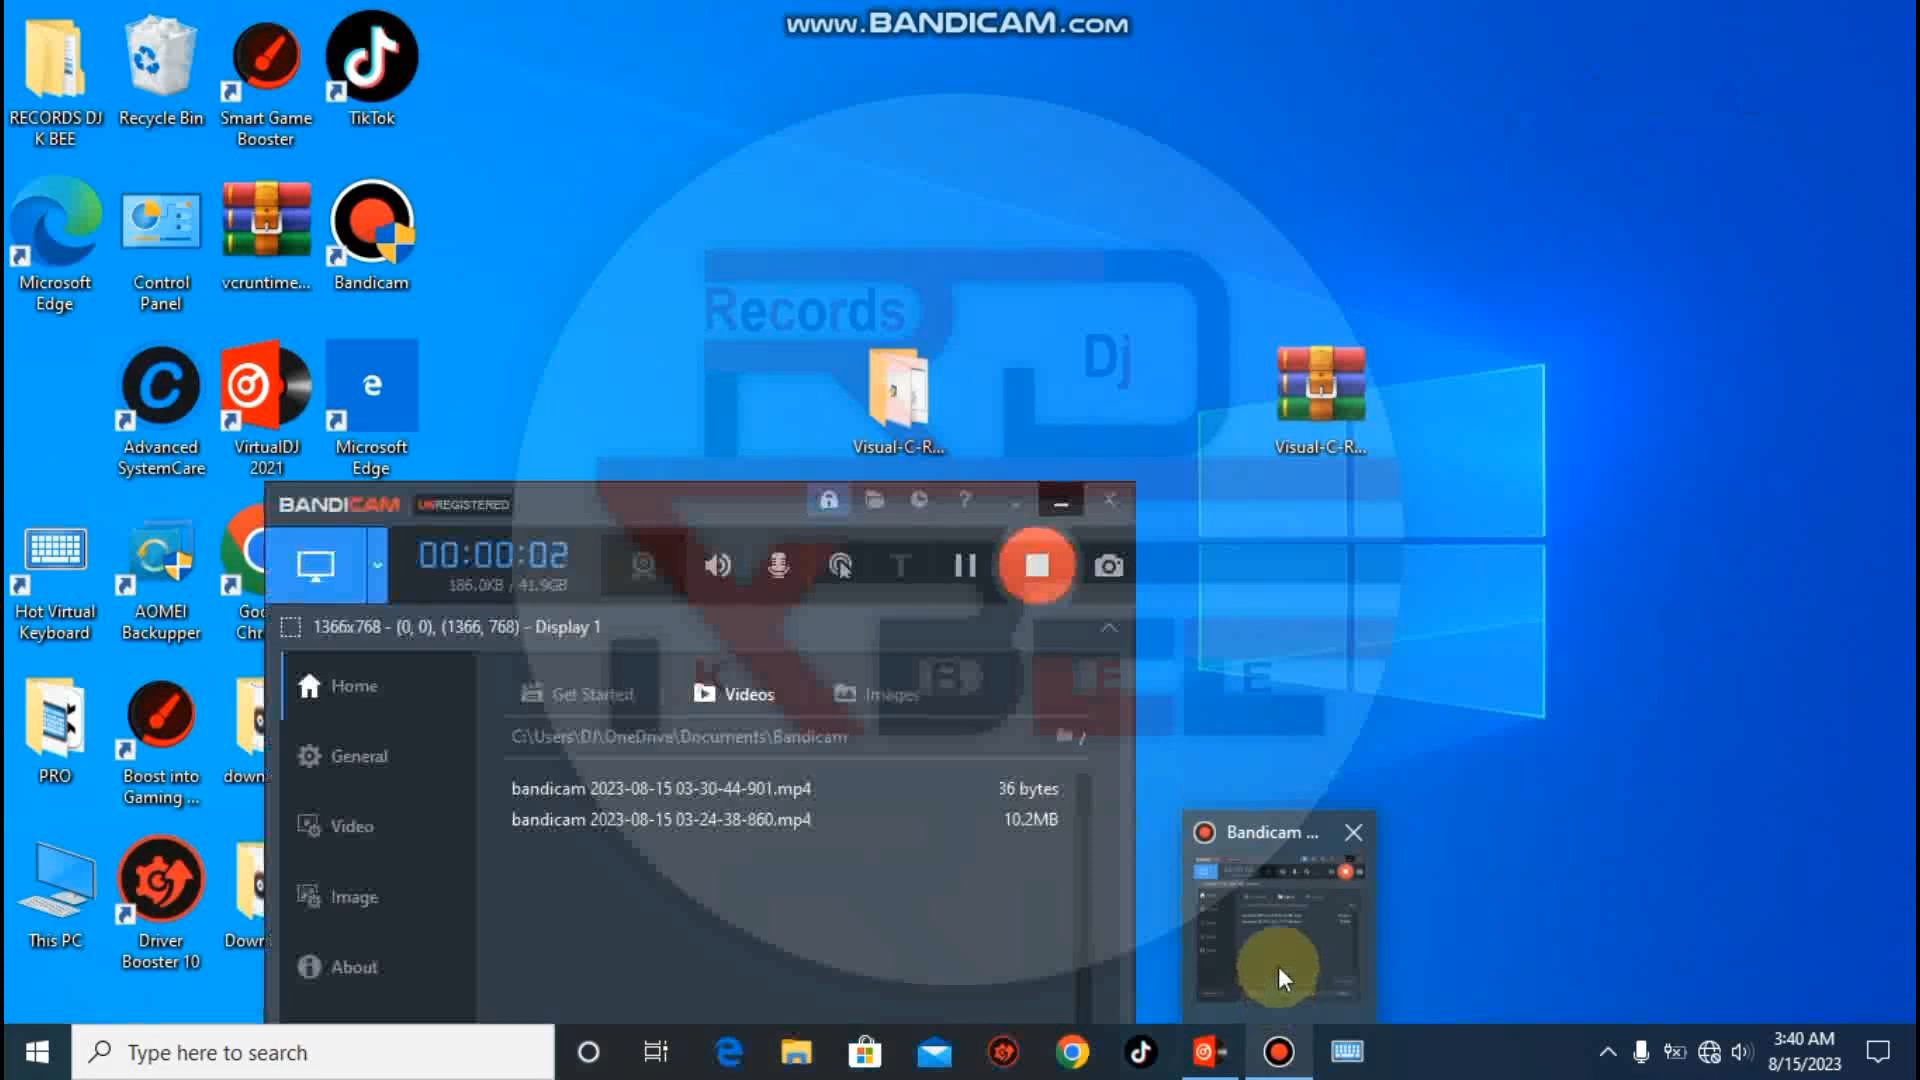 www.BANDICAM.com
RECORDS DJ
K BEE
Recycle Bin
Smart Game
Booster
TikTok
Microsoft
Edge
Control
Panel
vcruntime...
Bandicam
Records
Dj
K BEE
Advanced
SystemCare
VirtualDJ
2021
Microsoft
Edge
Visual-C-R...
Visual-C-R...
Hot Virtual
Keyboard
AOMEI
Backupper
Goo
Chr
PRO
Boost into
Gaming ...
down
This PC
Driver
Booster 10
Down
BANDICAM UNREGISTERED
00:00:02
186.0KB / 41.9GB
1366x768 - (0, 0), (1366, 768) - Display 1
Home
General
Video
Image
About
Get Started
Videos
Images
C:\Users\DJ\OneDrive\Documents\Bandicam
bandicam 2023-08-15 03-30-44-901.mp4 36 bytes
bandicam 2023-08-15 03-24-38-860.mp4 10.2MB
Bandicam ...
Type here to search
3:40 AM
8/15/2023